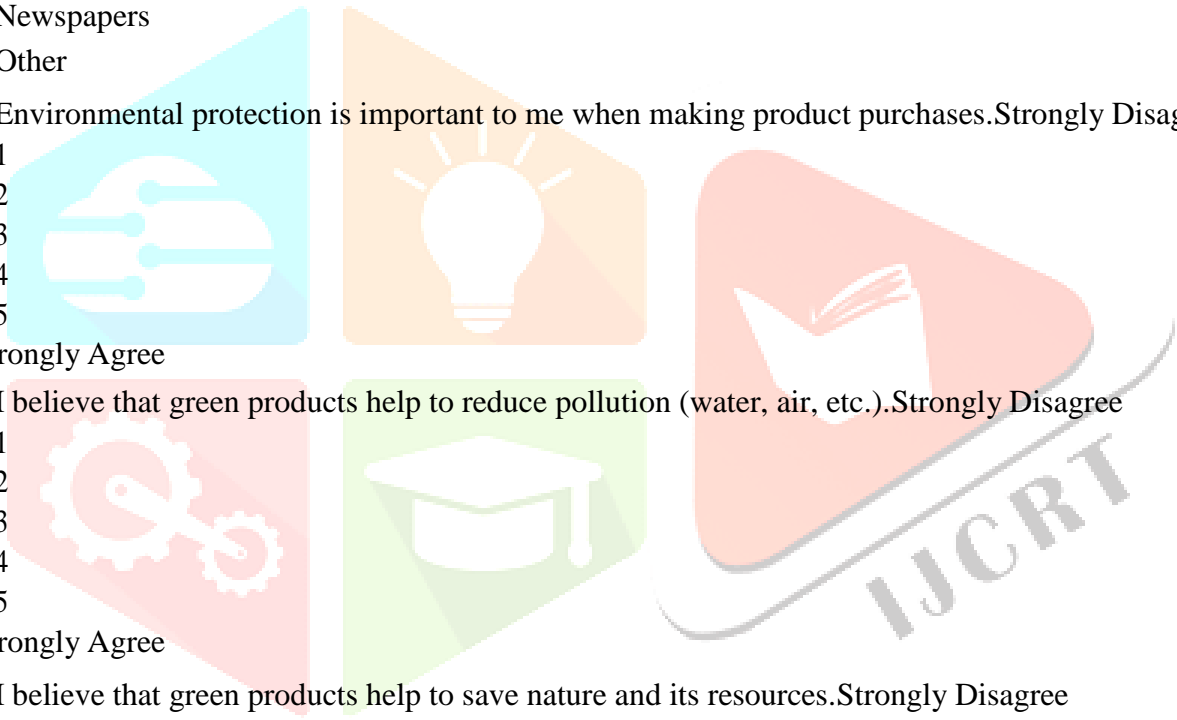 Newspapers
Other
Environmental protection is important to me when making product purchases.Strongly Disag
1
2
3
4
5
rongly Agree
I believe that green products help to reduce pollution (water, air, etc.).Strongly Disagree
1
2
3
4
5
rongly Agree
I believe that green products help to save nature and its resources.Strongly Disagree
IJCRT